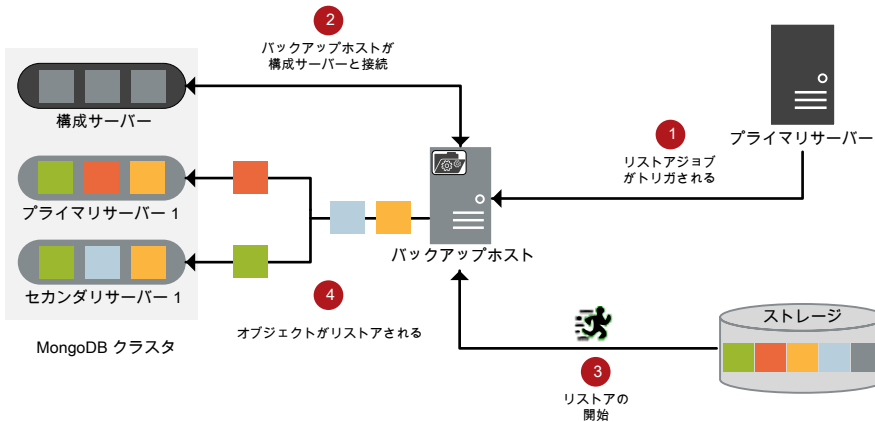 2
バックアップホストが
構成サーバーと接続
構成サーバー
プライマリサーバー
1
リストアジョブ
がトリガされる
プライマリサーバー 1
バックアップホスト
セカンダリサーバー 1
4
オブジェクトがリストアされる
MongoDB クラスタ
ストレージ
3
リストアの
開始